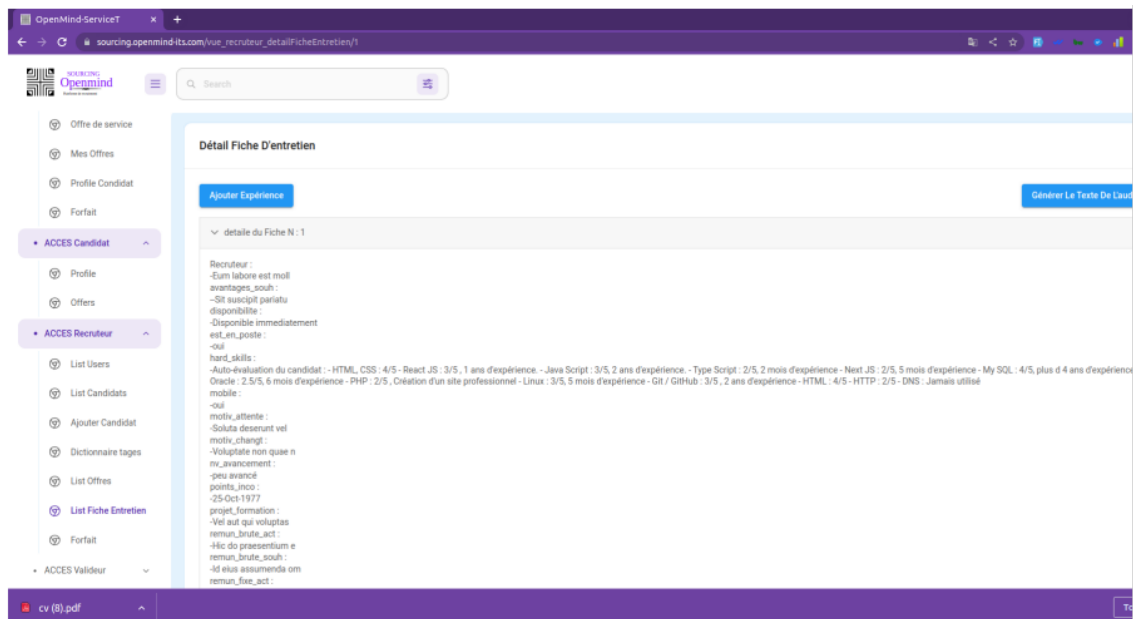 OpenMind-ServiceT
sourcing.openmind-its.com/vue_recruteur_detailFicheEntretien/1
SOURCING
Openmind
Search
Offre de service
Mes Offres
Profile Condidat
Forfait
ACCES Candidat
Profile
Offers
ACCES Recruteur
List Users
List Candidats
Ajouter Candidat
Dictionnaire tages
List Offres
List Fiche Entretien
Forfait
ACCES Valideur
Détail Fiche D'entretien
Ajouter Expérience
Générer Le Texte De L'aud
detaile du Fiche N : 1
Recruteur :
-Eum labore est moll
avantages_souh :
--Sit suscipit pariatu
disponibilite :
-Disponible immediatement
est_en_poste :
-oui
hard_skills :
-Auto-évaluation du candidat : - HTML, CSS : 4/5 - React JS : 3/5 , 1 ans d'expérience. - Java Script : 3/5, 2 ans d'expérience. - Type Script : 2/5, 2 mois d'expérience - Next JS : 2/5, 5 mois d'expérience - My SQL : 4/5, plus d 4 ans d'expérience
Oracle : 2.5/5, 6 mois d'expérience - PHP : 2/5 , Création d'un site professionnel - Linux : 3/5, 5 mois d'expérience - Git / GitHub : 3/5 , 2 ans d'expérience - HTML : 4/5 - HTTP : 2/5 - DNS : Jamais utilisé
mobile :
-oui
motiv_attente :
-Soluta deserunt vel
motiv_changt :
-Voluptate non quae n
nv_avancement :
-peu avancé
points_inco :
-25-Oct-1977
projet_formation :
-Vel aut qui voluptas
remun_brute_act :
-Hic do praesentium e
remun_brute_souh :
-Id eius assumenda om
remun_fixe_act :
cv (8).pdf
To